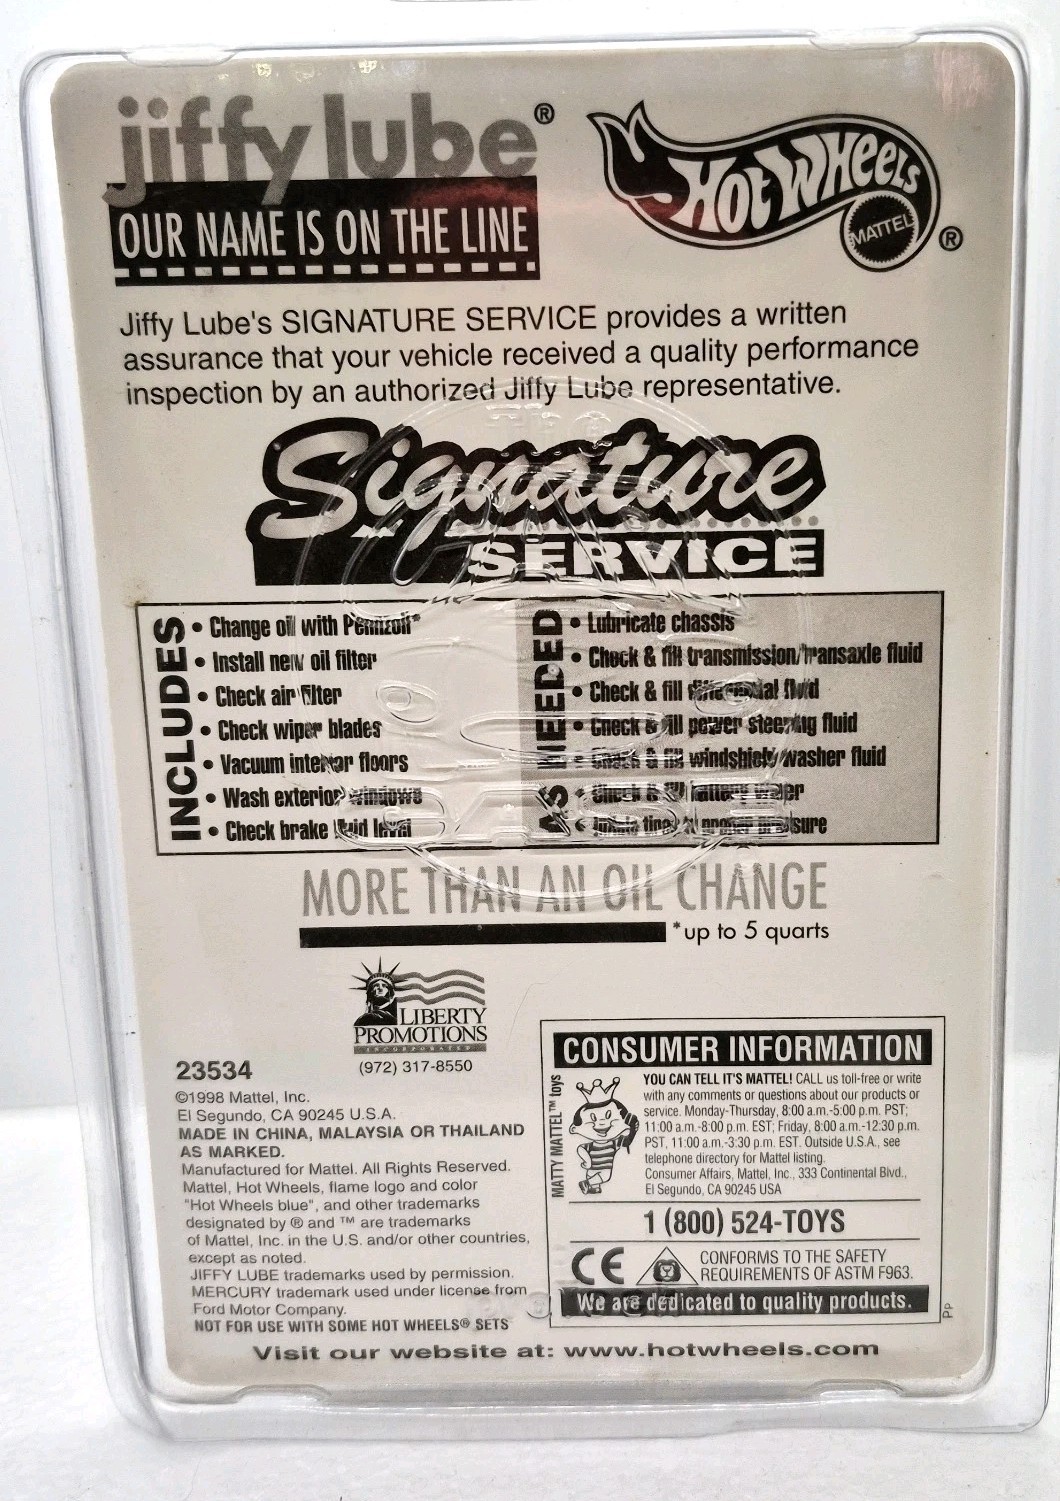 jiffy lube®
OUR NAME IS ON THE LINE
HOT WHEELS
MATTEL
®
Jiffy Lube's SIGNATURE SERVICE provides a written
assurance that your vehicle received a quality performance
inspection by an authorized Jiffy Lube representative.
Signature
SERVICE
INCLUDES
• Change oil with Pennzoil*
• Install new oil filter
• Check air filter
• Check wiper blades
• Vacuum interior floors
• Wash exterior windows
• Check brake fluid level
AS NEEDED
• Lubricate chassis
• Check & fill transmission/transaxle fluid
• Check & fill differential fluid
• Check & fill power steering fluid
• Check & fill windshield washer fluid
• Check & fill battery water
• Inflate tires to proper pressure
MORE THAN AN OIL CHANGE
*up to 5 quarts
LIBERTY
PROMOTIONS
INCORPORATED
(972) 317-8550
23534
©1998 Mattel, Inc.
El Segundo, CA 90245 U.S.A.
MADE IN CHINA, MALAYSIA OR THAILAND
AS MARKED.
Manufactured for Mattel. All Rights Reserved.
Mattel, Hot Wheels, flame logo and color
"Hot Wheels blue", and other trademarks
designated by ® and ™ are trademarks
of Mattel, Inc. in the U.S. and/or other countries,
except as noted.
JIFFY LUBE trademarks used by permission.
MERCURY trademark used under license from
Ford Motor Company.
NOT FOR USE WITH SOME HOT WHEELS® SETS
CONSUMER INFORMATION
MATTY MATTEL™ toys
YOU CAN TELL IT'S MATTEL! CALL us toll-free or write
with any comments or questions about our products or
service. Monday-Thursday, 8:00 a.m.-5:00 p.m. PST;
11:00 a.m.-8:00 p.m. EST; Friday, 8:00 a.m.-12:30 p.m.
PST, 11:00 a.m.-3:30 p.m. EST. Outside U.S.A., see
telephone directory for Mattel listing.
Consumer Affairs, Mattel, Inc., 333 Continental Blvd.,
El Segundo, CA 90245 USA
1 (800) 524-TOYS
CE
CONFORMS TO THE SAFETY
REQUIREMENTS OF ASTM F963.
We are dedicated to quality products.
PP
Visit our website at: www.hotwheels.com